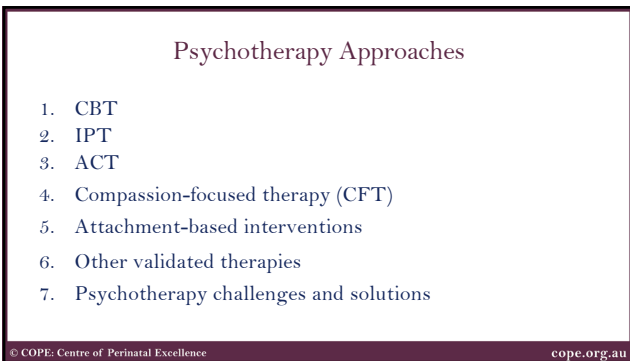 Psychotherapy Approaches
1. CBT
2. IPT
3. ACT
4. Compassion-focused therapy (CFT)
5. Attachment-based interventions
6. Other validated therapies
7. Psychotherapy challenges and solutions
© COPE: Centre of Perinatal Excellence cope.org.au